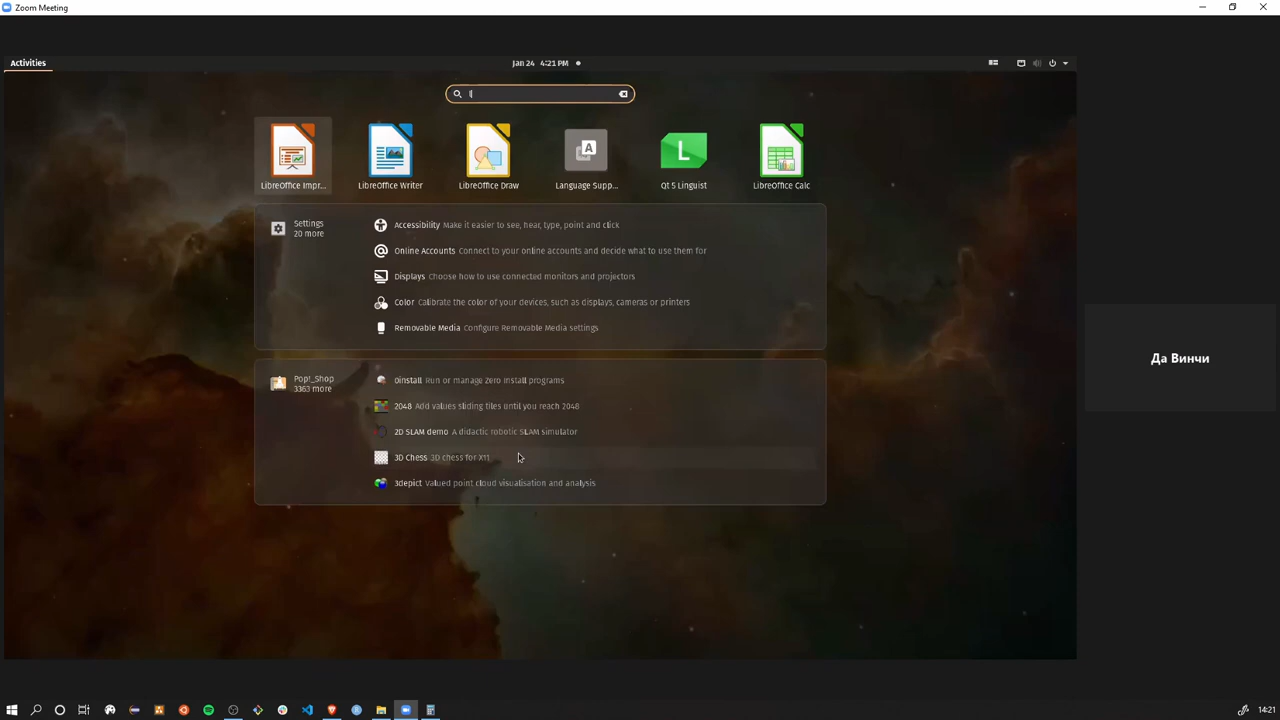 Zoom Meeting
Activities
Jan 24 4:21 PM
l
LibreOffice Impr...
LibreOffice Writer
LibreOffice Draw
A
Language Supp...
L
Qt 5 Linguist
LibreOffice Calc
Settings
20 more
Accessibility Make it easier to see, hear, type, point and click
Online Accounts Connect to your online accounts and decide what to use them for
Displays Choose how to use connected monitors and projectors
Color Calibrate the color of your devices, such as displays, cameras or printers
Removable Media Configure Removable Media settings
Pop!_Shop
3363 more
0install Run or manage Zero Install programs
2048 Add values sliding tiles until you reach 2048
2D SLAM demo A didactic robotic SLAM simulator
3D Chess 3D chess for X11
3depict Valued point cloud visualisation and analysis
Да Винчи
14:21